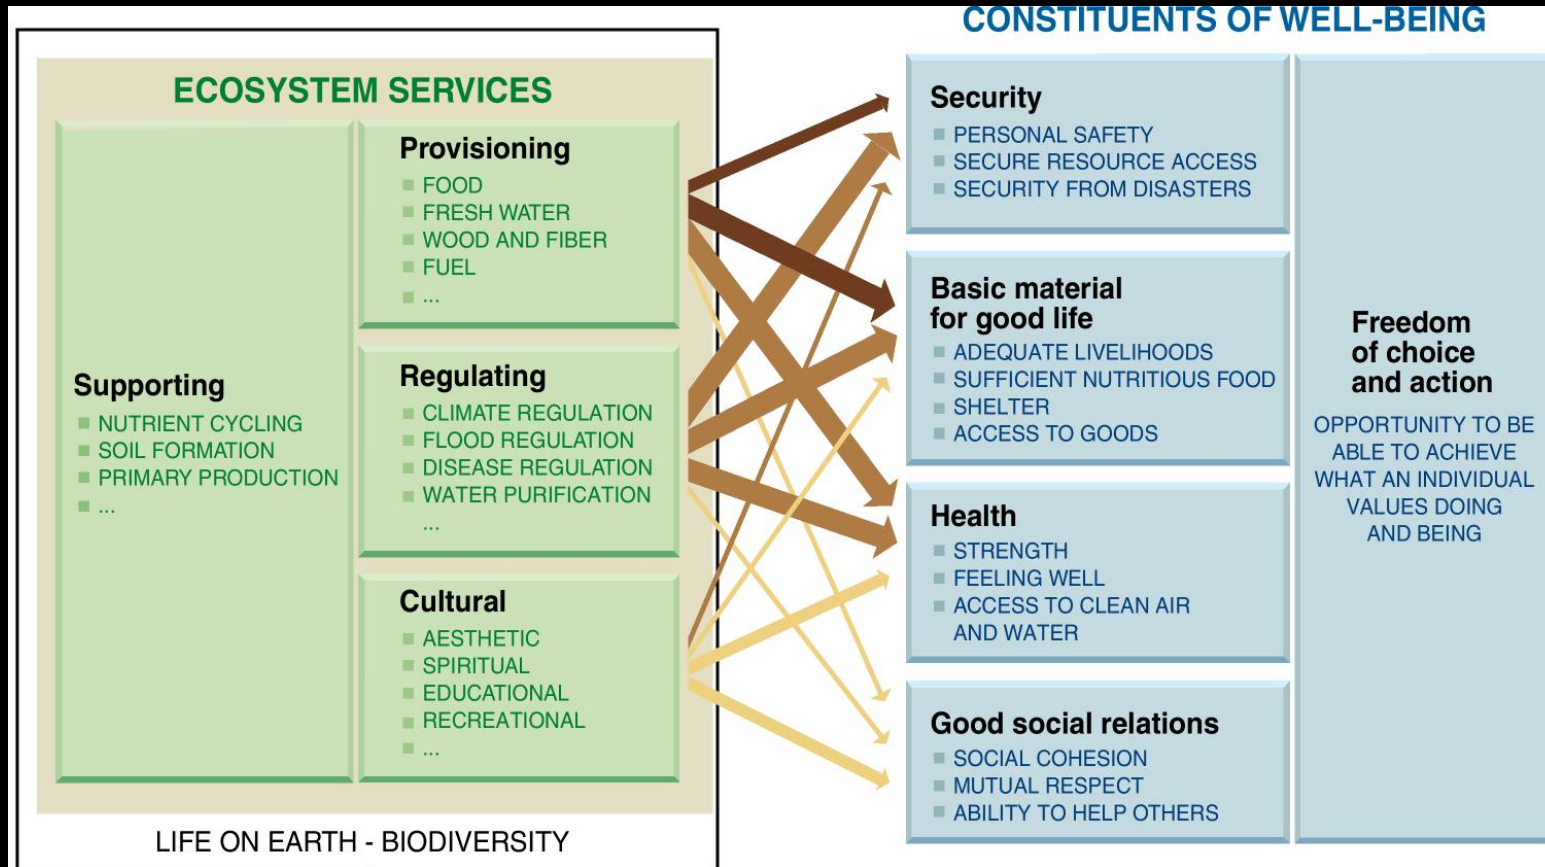 CONSTITUENTS OF WELL-BEING
ECOSYSTEM SERVICES
Supporting
NUTRIENT CYCLING
SOIL FORMATION
PRIMARY PRODUCTION
...
Provisioning
FOOD
FRESH WATER
WOOD AND FIBER
FUEL
...
Regulating
CLIMATE REGULATION
FLOOD REGULATION
DISEASE REGULATION
WATER PURIFICATION
...
Cultural
AESTHETIC
SPIRITUAL
EDUCATIONAL
RECREATIONAL
...
LIFE ON EARTH - BIODIVERSITY
Security
PERSONAL SAFETY
SECURE RESOURCE ACCESS
SECURITY FROM DISASTERS
Basic material
for good life
ADEQUATE LIVELIHOODS
SUFFICIENT NUTRITIOUS FOOD
SHELTER
ACCESS TO GOODS
Health
STRENGTH
FEELING WELL
ACCESS TO CLEAN AIR
AND WATER
Good social relations
SOCIAL COHESION
MUTUAL RESPECT
ABILITY TO HELP OTHERS
Freedom
of choice
and action
OPPORTUNITY TO BE
ABLE TO ACHIEVE
WHAT AN INDIVIDUAL
VALUES DOING
AND BEING